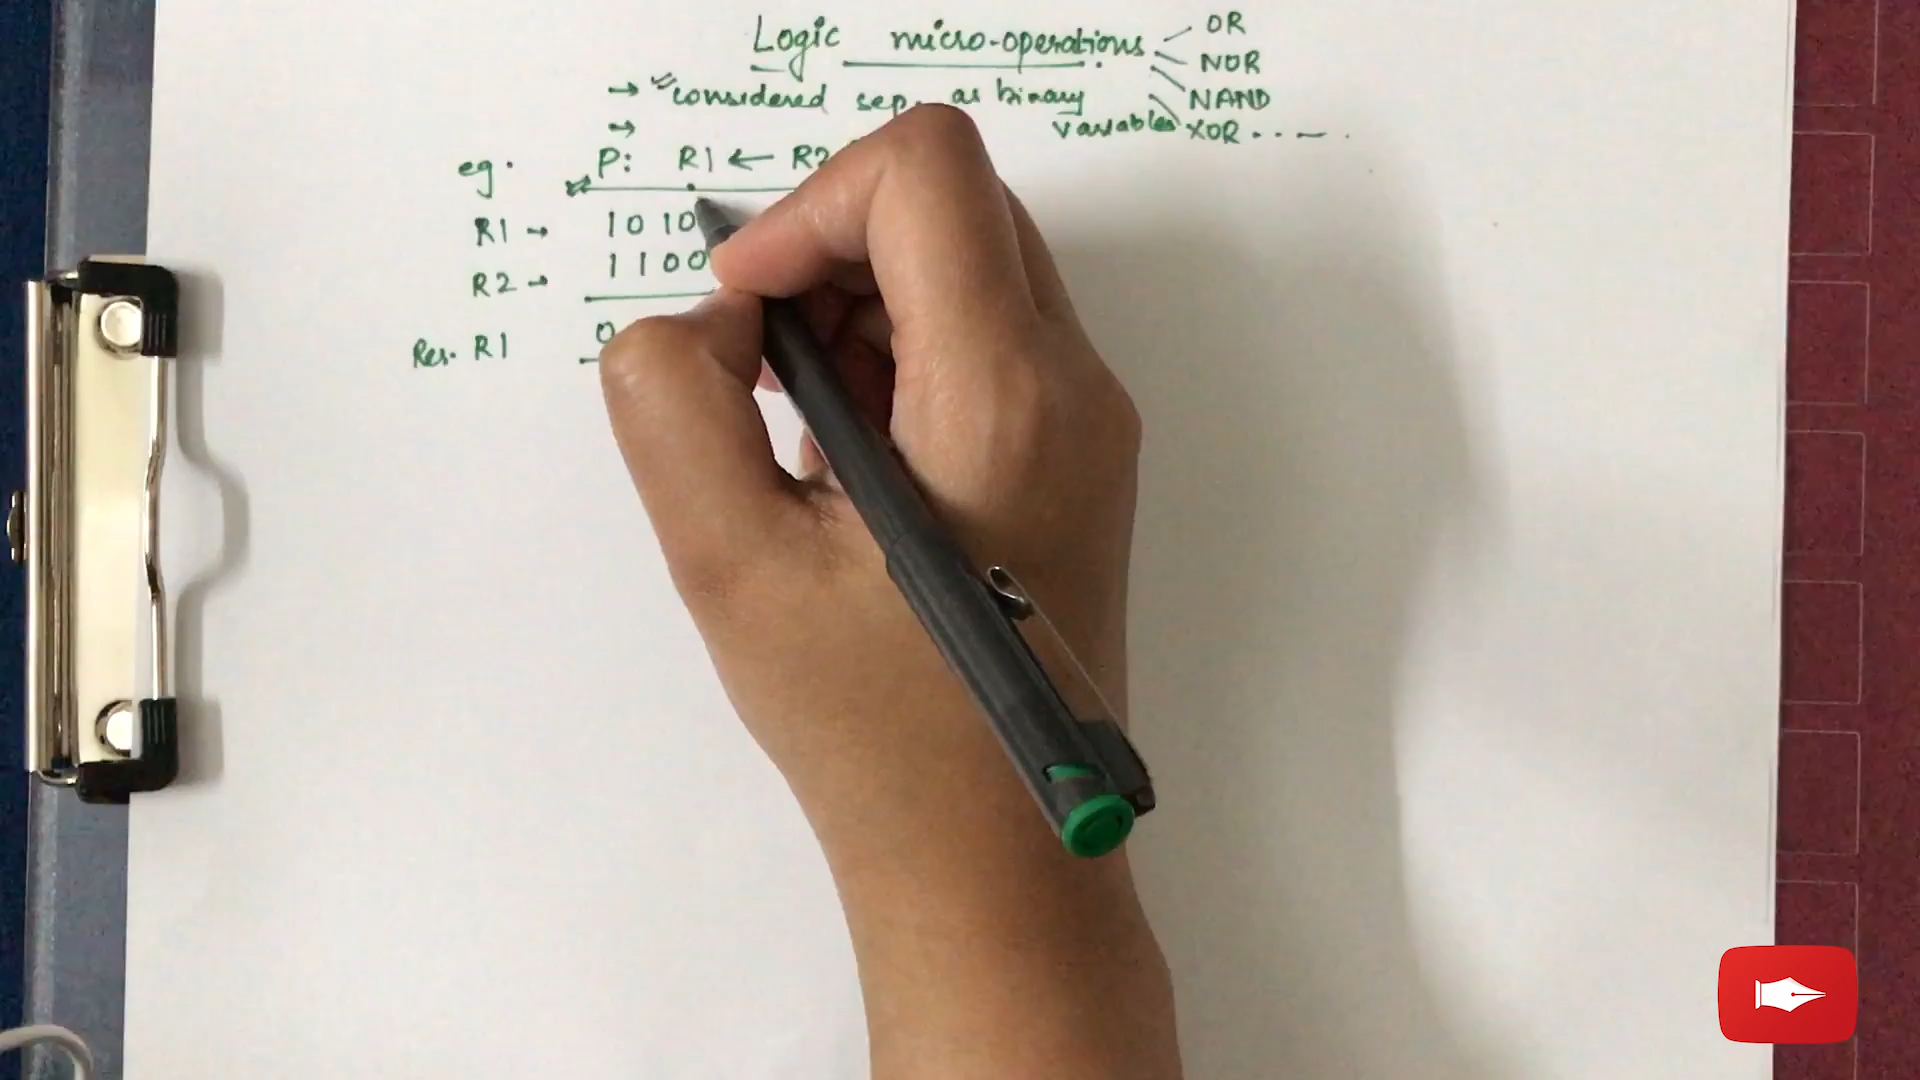 Logic micro-operations
OR
NOR
NAND
XOR . . — .
→ considered sep. as binary variables
→
eg. P: R1 ← R2
R1 → 1010
R2 → 1100
Res. R1 0